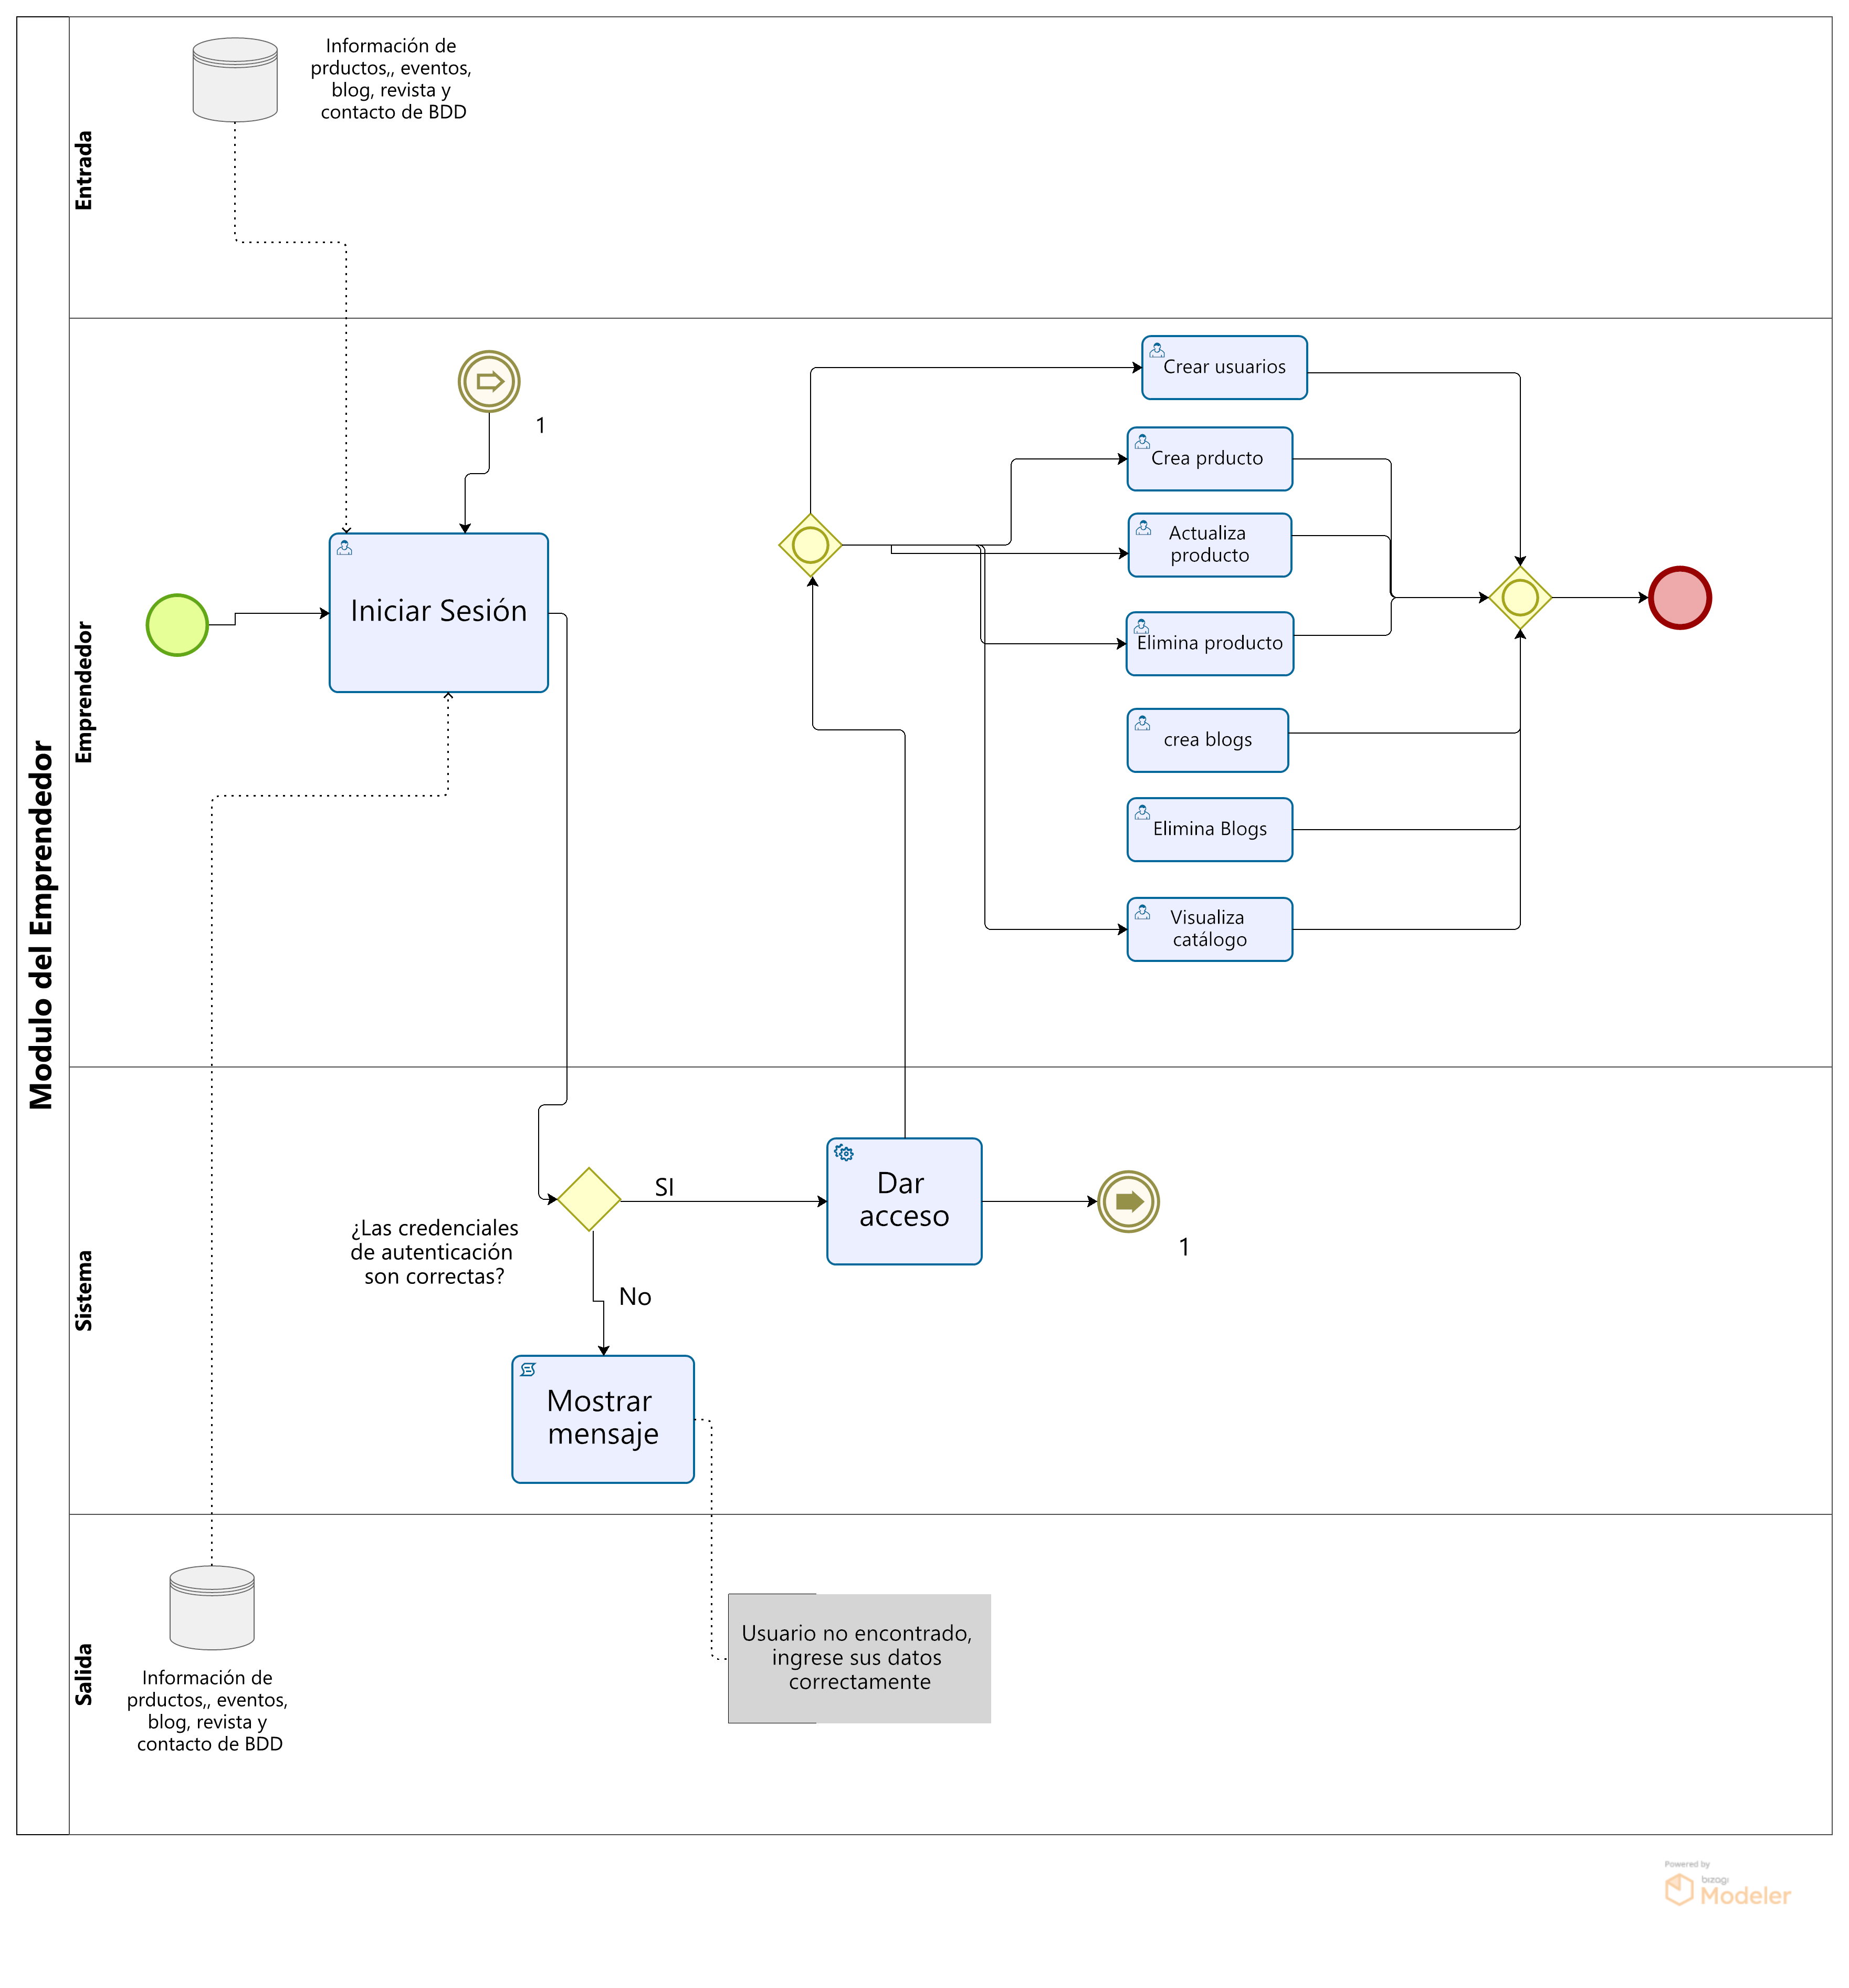 Modulo del Emprendedor
Entrada
Información de
prductos,, eventos,
blog, revista y
contacto de BDD
Emprendedor
1
Iniciar Sesión
Crear usuarios
Crea prducto
Actualiza
producto
Elimina producto
crea blogs
Elimina Blogs
Visualiza
catálogo
Sistema
¿Las credenciales
de autenticación
son correctas?
SI
No
Dar
acceso
1
Mostrar
mensaje
Salida
Información de
prductos,, eventos,
blog, revista y
contacto de BDD
Usuario no encontrado,
ingrese sus datos
correctamente
Powered by
bizagi
Modeler